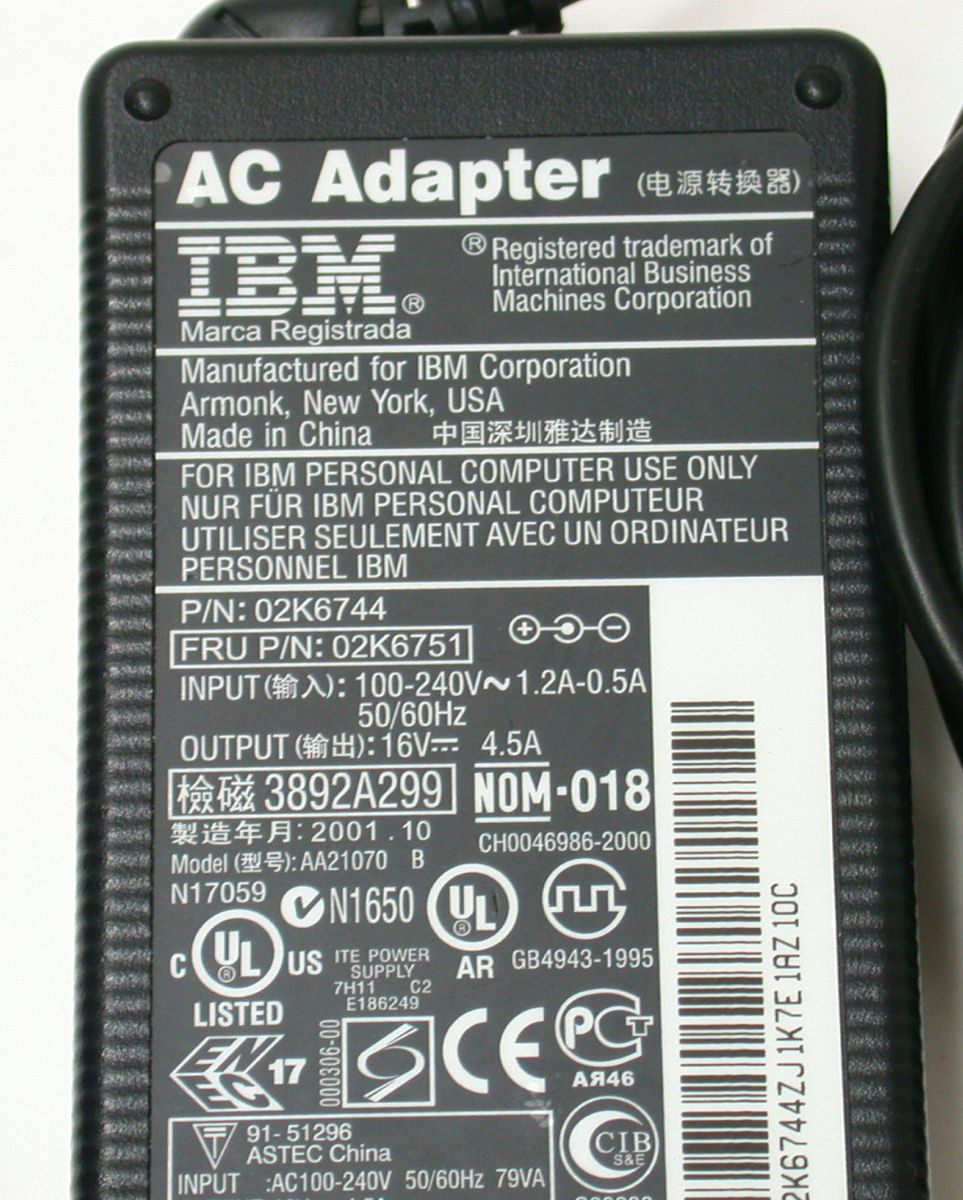 AC Adapter (电源转换器)
IBM®
Marca Registrada
® Registered trademark of
International Business
Machines Corporation
Manufactured for IBM Corporation
Armonk, New York, USA
Made in China 中国深圳雅达制造
FOR IBM PERSONAL COMPUTER USE ONLY
NUR FÜR IBM PERSONAL COMPUTEUR
UTILISER SEULEMENT AVEC UN ORDINATEUR
PERSONNEL IBM
P/N: 02K6744
FRU P/N: 02K6751
INPUT(输入): 100-240V~1.2A-0.5A
50/60Hz
OUTPUT(输出): 16V⎓ 4.5A
檢磁 3892A299
NOM-018
製造年月: 2001.10
CH0046986-2000
Model (型号): AA21070 B
N17059
N1650
UL®
AR
GB4943-1995
C UL® US
LISTED
ITE POWER
SUPPLY
7H11 C2
E186249
ENEC 17
000306-00
S
CE
PCT
АЯ46
91-51296
ASTEC China
INPUT :AC100-240V 50/60Hz 79VA
CIB
S&E
2K6744ZJ1K7E1AZ10C